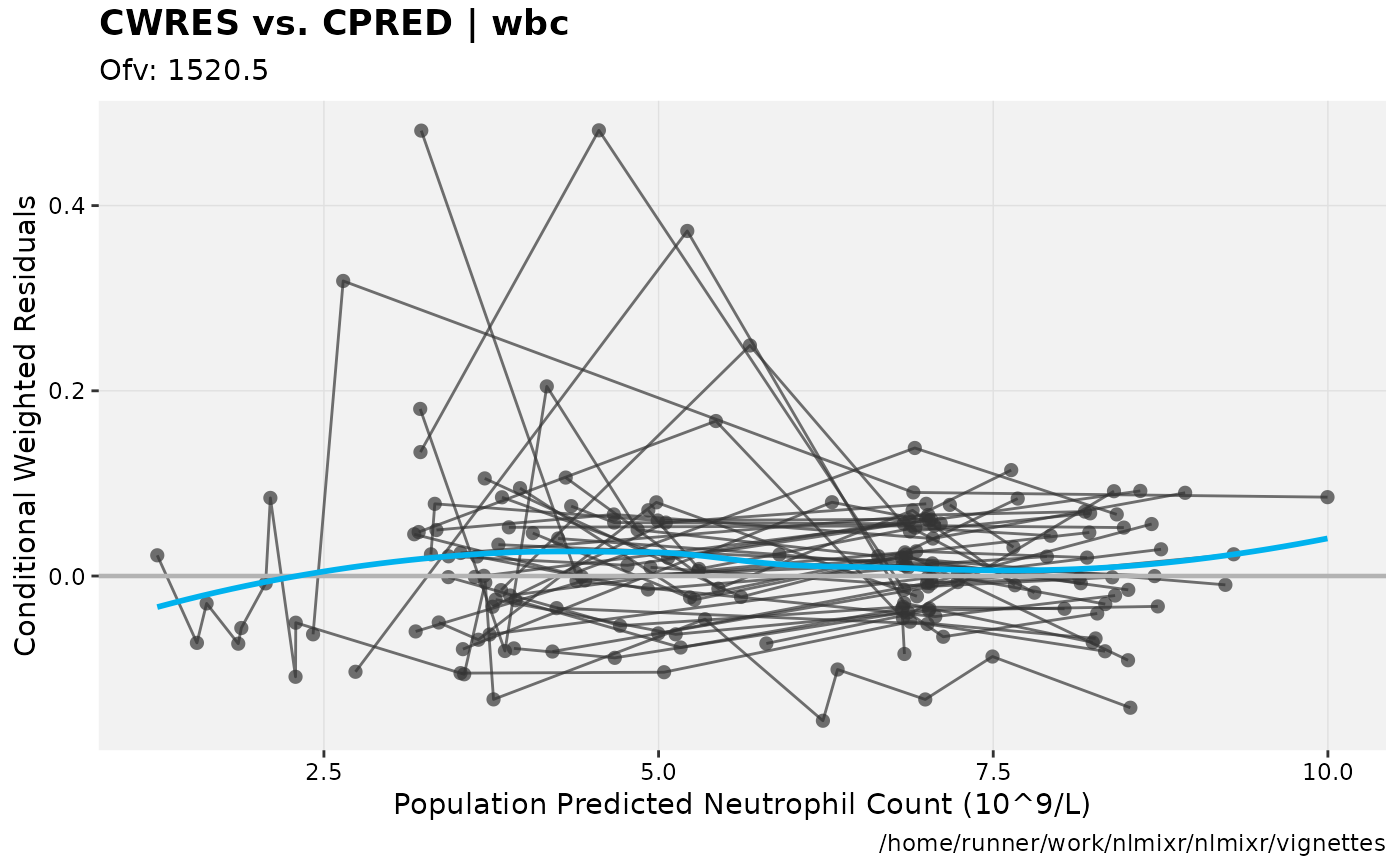 CWRES vs. CPRED | wbc
Ofv: 1520.5
Conditional Weighted Residuals
0.4
0.2
0.0
2.5 5.0 7.5 10.0
Population Predicted Neutrophil Count (10^9/L)
/home/runner/work/nlmixr/nlmixr/vignettes